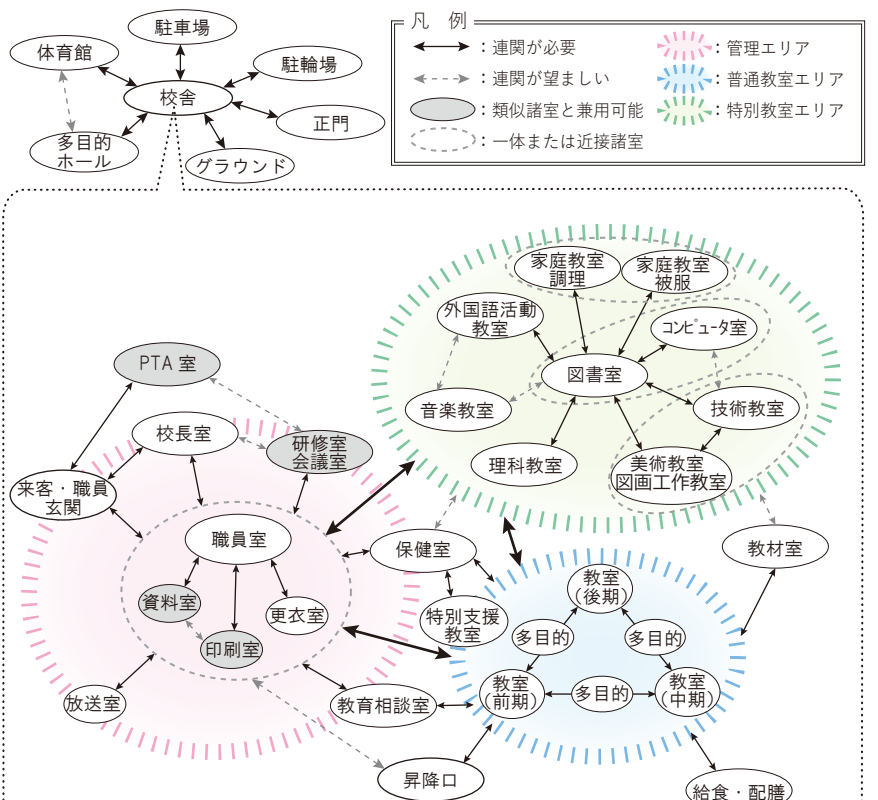 凡 例
：連関が必要
：連関が望ましい
：類似諸室と兼用可能
：一体または近接諸室
：管理エリア
：普通教室エリア
：特別教室エリア
駐車場
体育館
駐輪場
校舎
正門
多目的
ホール
グラウンド
家庭教室
調理
家庭教室
被服
外国語活動
教室
コンピュータ室
図書室
音楽教室
技術教室
理科教室
美術教室
図画工作教室
PTA 室
校長室
研修室
会議室
来客・職員
玄関
職員室
保健室
教材室
資料室
更衣室
印刷室
特別支援
教室
教室
(後期)
多目的
多目的
教室
(前期)
多目的
教室
(中期)
放送室
教育相談室
昇降口
給食・配膳